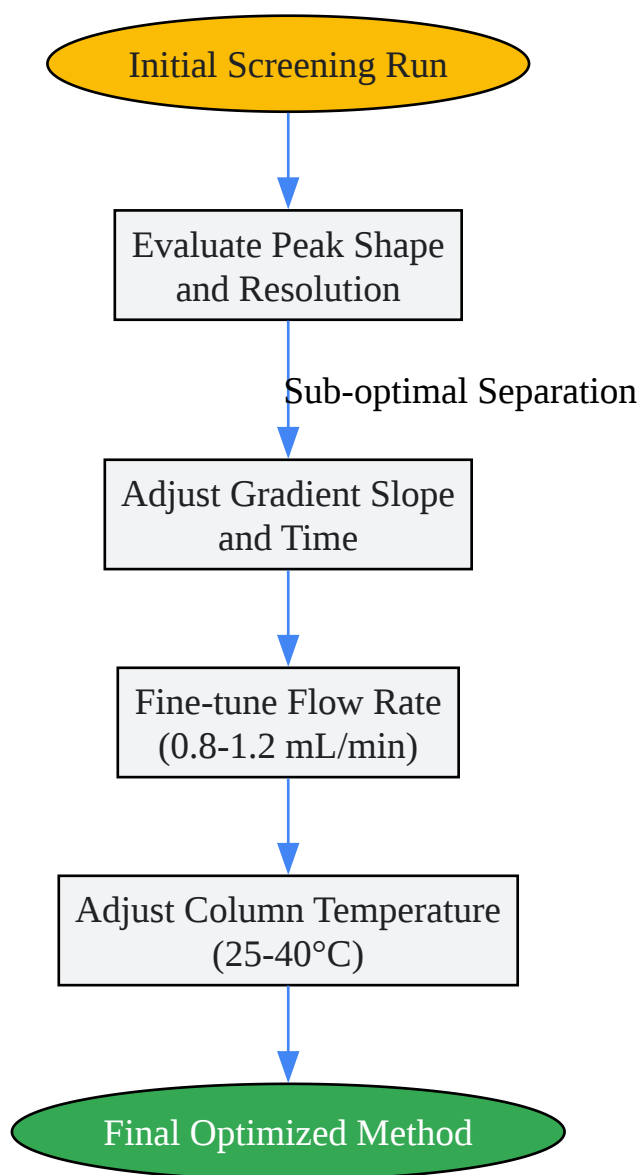 Initial Screening Run
Evaluate Peak Shape
and Resolution
Sub-optimal Separation
Adjust Gradient Slope
and Time
Fine-tune Flow Rate
(0.8-1.2 mL/min)
Adjust Column Temperature
(25-40°C)
Final Optimized Method